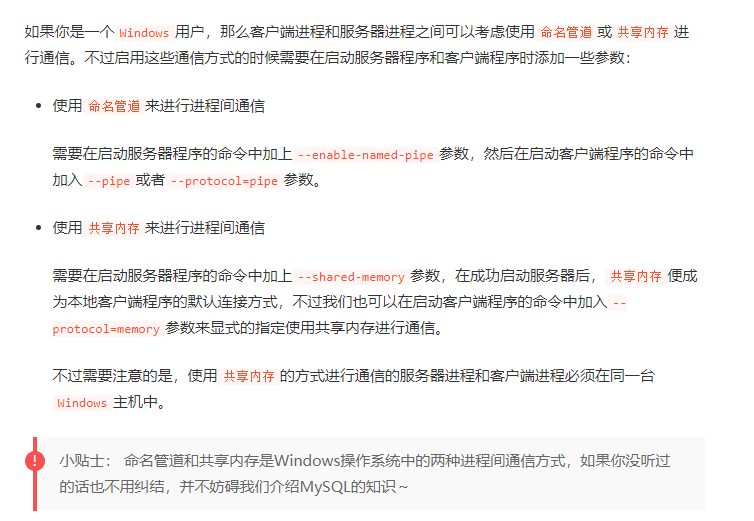 如果你是一个 Windows 用户，那么客户端进程和服务器进程之间可以考虑使用 命名管道 或 共享内存 进
行通信。不过启用这些通信方式的时候需要在启动服务器程序和客户端程序时添加一些参数：
• 使用 命名管道 来进行进程间通信
需要在启动服务器程序的命令中加上 --enable-named-pipe 参数，然后在启动客户端程序的命令中
加入 --pipe 或者 --protocol=pipe 参数。
• 使用 共享内存 来进行进程间通信
需要在启动服务器程序的命令中加上 --shared-memory 参数，在成功启动服务器后， 共享内存 便成
为本地客户端程序的默认连接方式，不过我们也可以在启动客户端程序的命令中加入 --
protocol=memory 参数来显式的指定使用共享内存进行通信。
不过需要注意的是，使用 共享内存 的方式进行通信的服务器进程和客户端进程必须在同一台
Windows 主机中。
! 小贴士： 命名管道和共享内存是Windows操作系统中的两种进程间通信方式，如果你没听过
的话也不用纠结，并不妨碍我们介绍MySQL的知识～